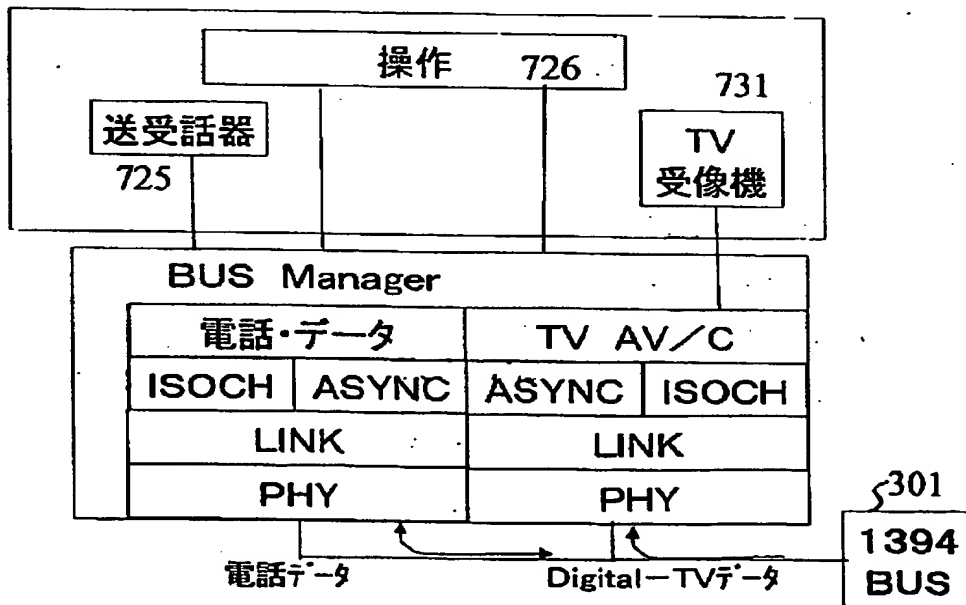 操作 726
731
送受話器
725
TV
受像機
BUS Manager
電話・データ
TV AV／C
ISOCH
ASYNC
ASYNC
ISOCH
LINK
LINK
PHY
PHY
301
1394
BUS
電話データ
Digital－TVデータ